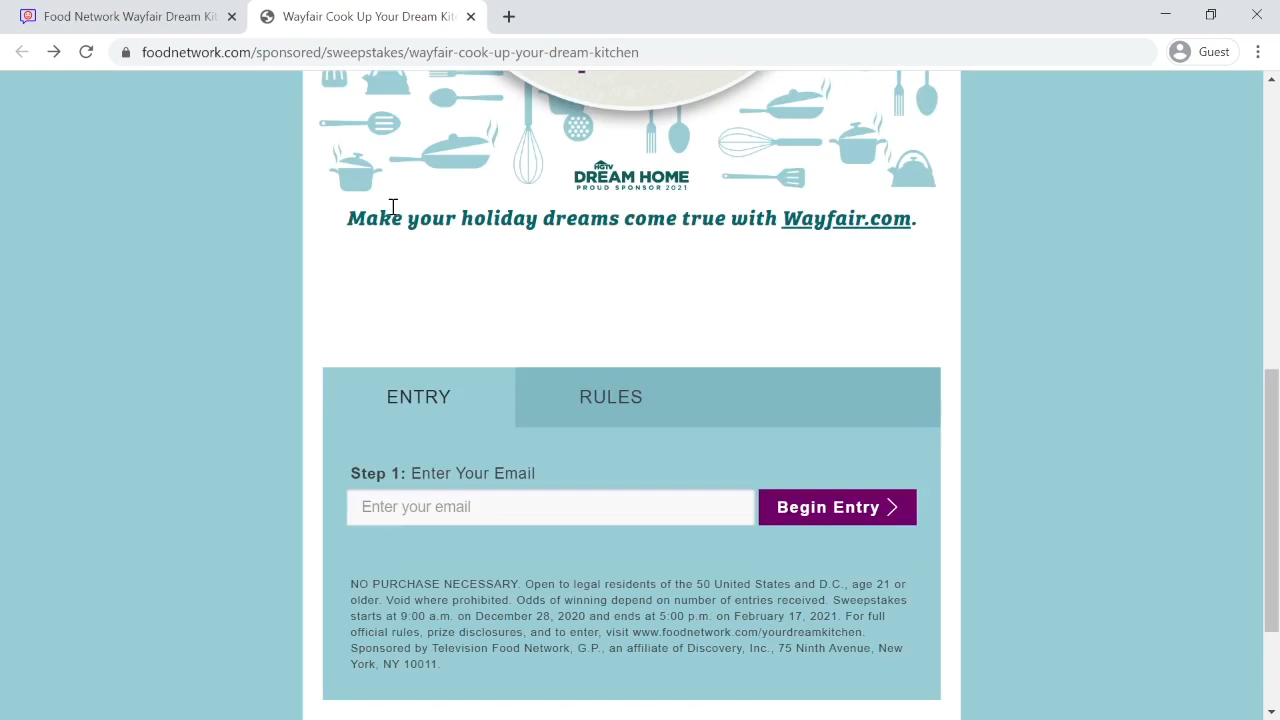 Food Network Wayfair Dream Kit
Wayfair Cook Up Your Dream Kit
foodnetwork.com/sponsored/sweepstakes/wayfair-cook-up-your-dream-kitchen
Guest
HGTV
DREAM HOME
PROUD SPONSOR 2021
Make your holiday dreams come true with Wayfair.com.
ENTRY
RULES
Step 1: Enter Your Email
Enter your email
Begin Entry
NO PURCHASE NECESSARY. Open to legal residents of the 50 United States and D.C., age 21 or
older. Void where prohibited. Odds of winning depend on number of entries received. Sweepstakes
starts at 9:00 a.m. on December 28, 2020 and ends at 5:00 p.m. on February 17, 2021. For full
official rules, prize disclosures, and to enter, visit www.foodnetwork.com/yourdreamkitchen.
Sponsored by Television Food Network, G.P., an affiliate of Discovery, Inc., 75 Ninth Avenue, New
York, NY 10011.